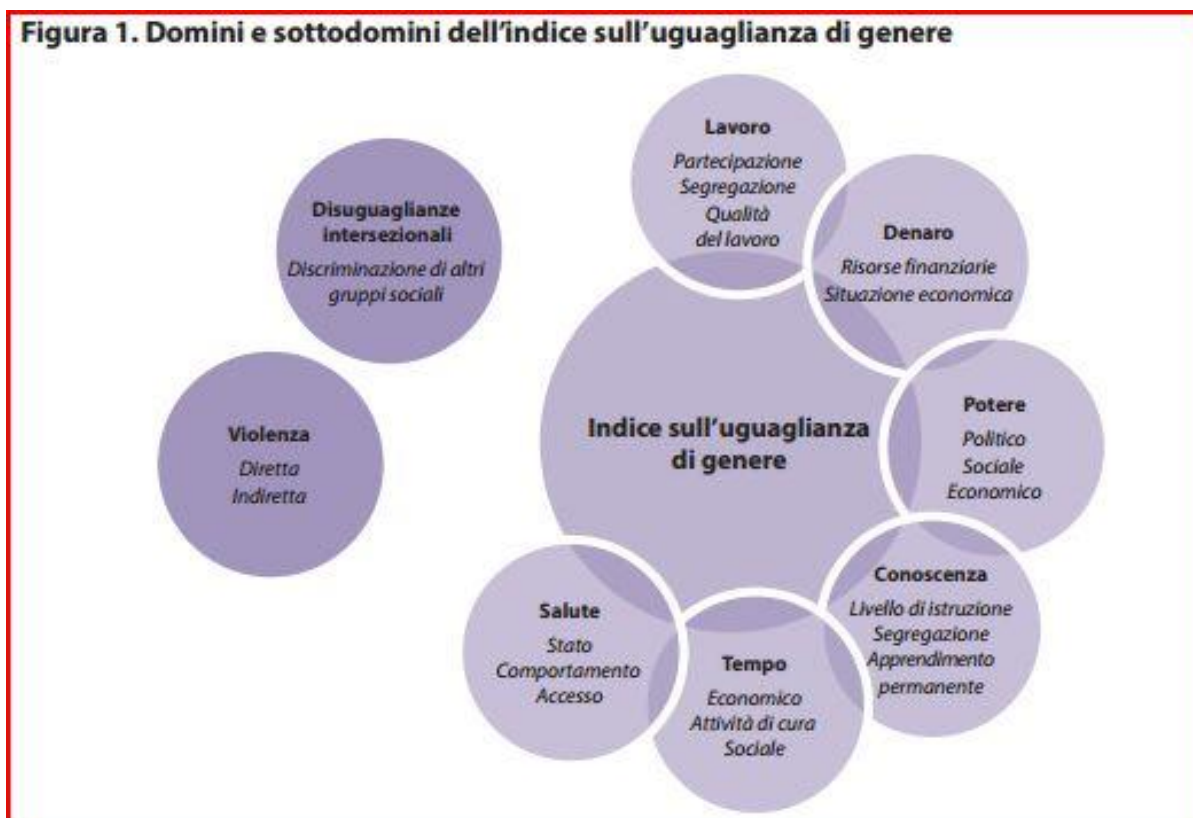 Figura 1. Domini e sottodomini dell'indice sull'uguaglianza di genere
Lavoro
Partecipazione
Segregazione
Qualità
del lavoro
Disuguaglianze
intersezionali
Discriminazione di altri
gruppi sociali
Denaro
Risorse finanziarie
Situazione economica
Potere
Politico
Sociale
Economico
Indice sull'uguaglianza
di genere
Violenza
Diretta
Indiretta
Conoscenza
Livello di istruzione
Segregazione
Apprendimento
permanente
Salute
Stato
Comportamento
Accesso
Tempo
Economico
Attività di cura
Sociale